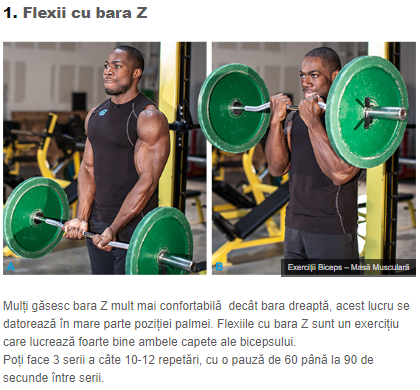 1. Flexii cu bara Z
A
B
Exerciții Biceps – Masă Musculară
Mulți găsesc bara Z mult mai confortabilă decât bara dreaptă, acest lucru se
datorează în mare parte poziției palmei. Flexiile cu bara Z sunt un exercițiu
care lucrează foarte bine ambele capete ale bicepsului.
Poți face 3 serii a câte 10-12 repetări, cu o pauză de 60 până la 90 de
secunde între serii.